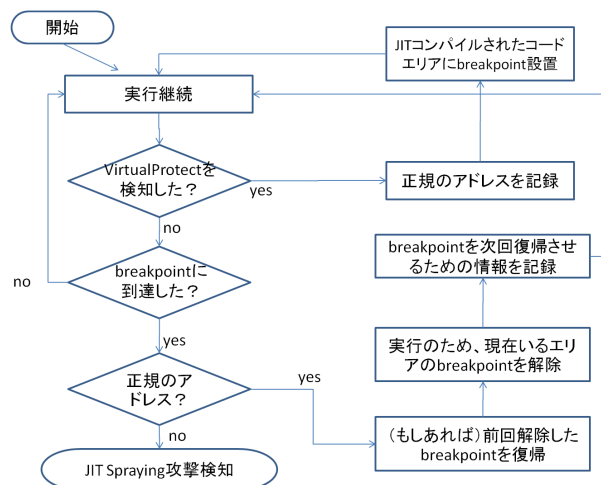 開始
JITコンパイルされたコード
エリアにbreakpoint設置
実行継続
VirtualProtectを
検知した？
yes
正規のアドレスを記録
no
breakpointに
到達した？
no
breakpointを次回復帰させ
るための情報を記録
yes
実行のため、現在いるエリ
アのbreakpointを解除
正規のア
ドレス？
yes
no
（もしあれば）前回解除した
breakpointを復帰
JIT Spraying攻撃検知